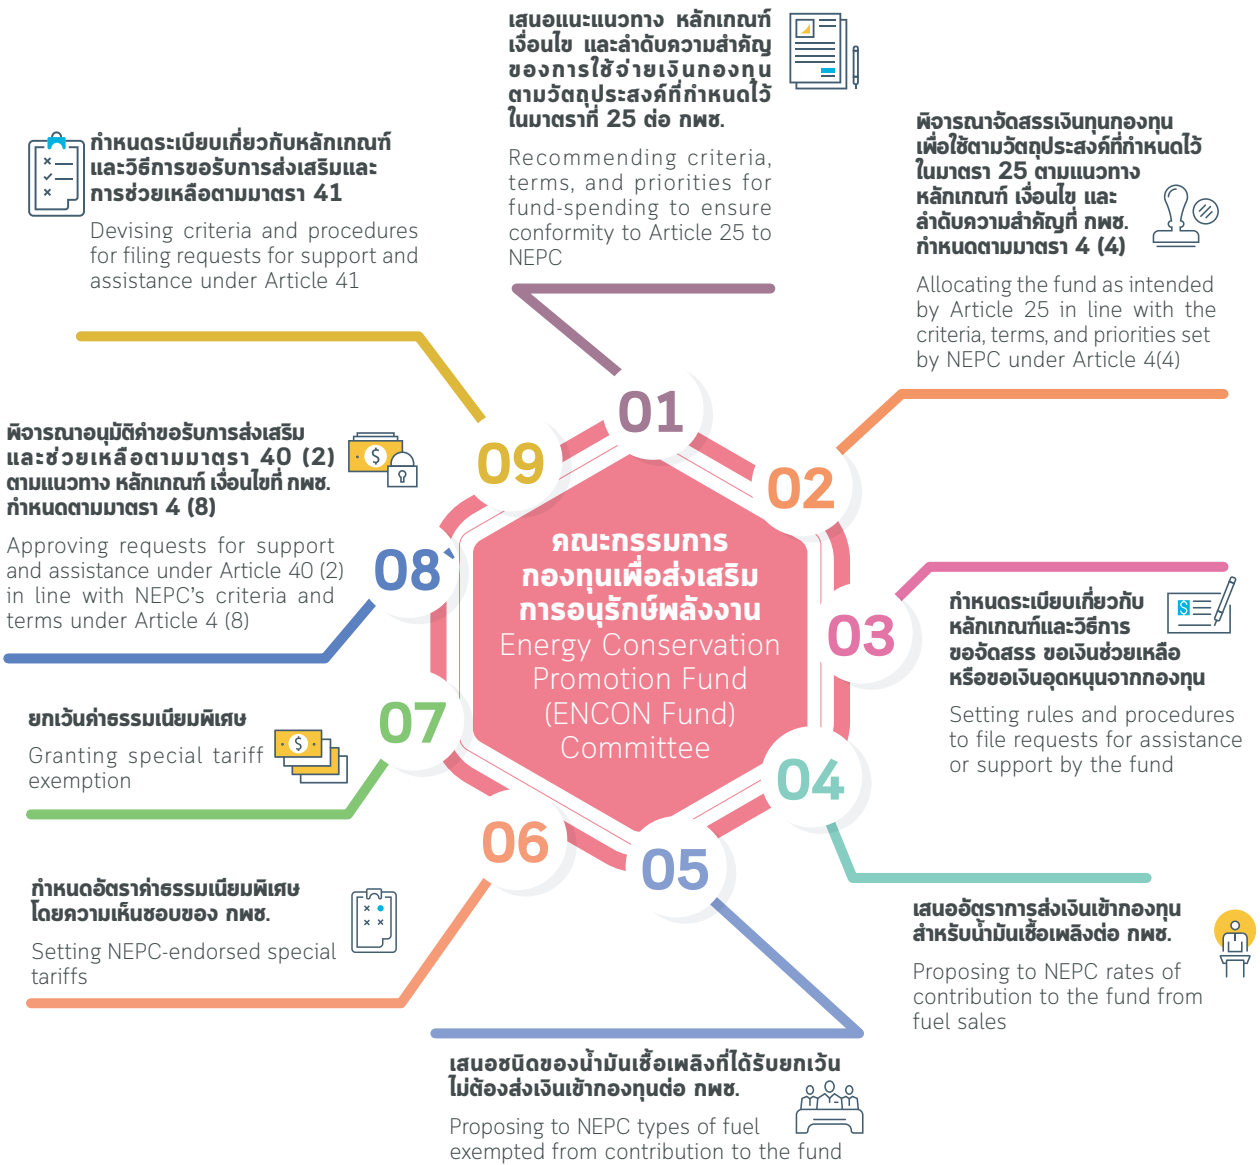 เสนอแนะแนวทาง หลักเกณฑ์
เงื่อนไข และลำดับความสำคัญ
ของการใช้จ่ายเงินกองทุน
ตามวัตถุประสงค์ที่กำหนดไว้
ในมาตราที่ 25 ต่อ กพช.
Recommending criteria,
terms, and priorities for
fund-spending to ensure
conformity to Article 25 to
NEPC
01
พิจารณาจัดสรรเงินทุนกองทุน
เพื่อใช้ตามวัตถุประสงค์ที่กำหนดไว้
ในมาตรา 25 ตามแนวทาง
หลักเกณฑ์ เงื่อนไข และ
ลำดับความสำคัญที่ กพช.
กำหนดตามมาตรา 4 (4)
Allocating the fund as intended
by Article 25 in line with the
criteria, terms, and priorities set
by NEPC under Article 4(4)
02
กำหนดระเบียบเกี่ยวกับ
หลักเกณฑ์และวิธีการ
ขอจัดสรร ขอเงินช่วยเหลือ
หรือขอเงินอุดหนุนจากกองทุน
Setting rules and procedures
to file requests for assistance
or support by the fund
03
เสนออัตราการส่งเงินเข้ากองทุน
สำหรับน้ำมันเชื้อเพลิงต่อ กพช.
Proposing to NEPC rates of
contribution to the fund from
fuel sales
04
เสนอชนิดของน้ำมันเชื้อเพลิงที่ได้รับยกเว้น
ไม่ต้องส่งเงินเข้ากองทุนต่อ กพช.
Proposing to NEPC types of fuel
exempted from contribution to the fund
05
กำหนดอัตราค่าธรรมเนียมพิเศษ
โดยความเห็นชอบของ กพช.
Setting NEPC-endorsed special
tariffs
06
ยกเว้นค่าธรรมเนียมพิเศษ
Granting special tariff
exemption
07
พิจารณาอนุมัติคำขอรับการส่งเสริม
และช่วยเหลือตามมาตรา 40 (2)
ตามแนวทาง หลักเกณฑ์ เงื่อนไขที่ กพช.
กำหนดตามมาตรา 4 (8)
Approving requests for support
and assistance under Article 40 (2)
in line with NEPC's criteria and
terms under Article 4 (8)
08`
กำหนดระเบียบเกี่ยวกับหลักเกณฑ์
และวิธีการขอรับการส่งเสริมและ
การช่วยเหลือตามมาตรา 41
Devising criteria and procedures
for filing requests for support and
assistance under Article 41
09
คณะกรรมการ
กองทุนเพื่อส่งเสริม
การอนุรักษ์พลังงาน
Energy Conservation
Promotion Fund
(ENCON Fund)
Committee